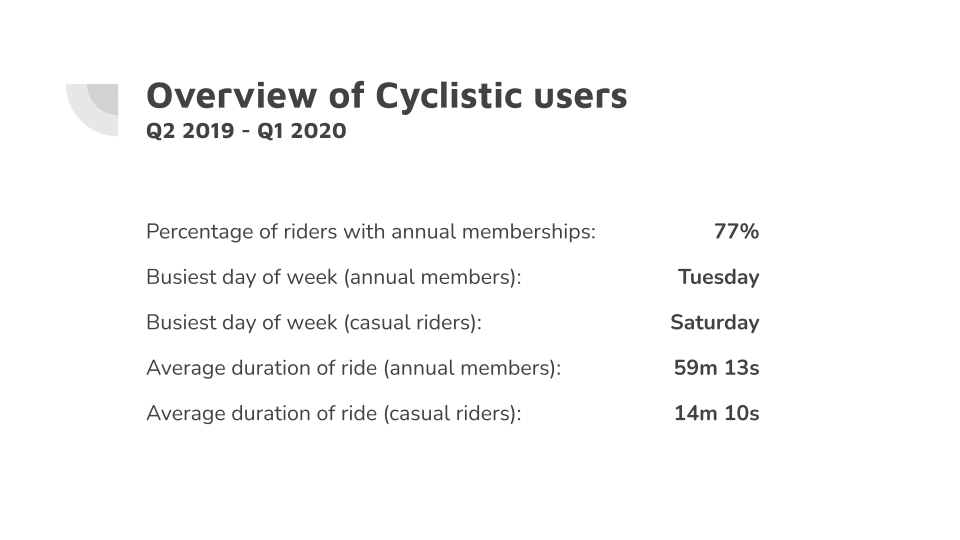 Overview of Cyclistic users
Q2 2019 - Q1 2020
Percentage of riders with annual memberships: 77%
Busiest day of week (annual members): Tuesday
Busiest day of week (casual riders): Saturday
Average duration of ride (annual members): 59m 13s
Average duration of ride (casual riders): 14m 10s